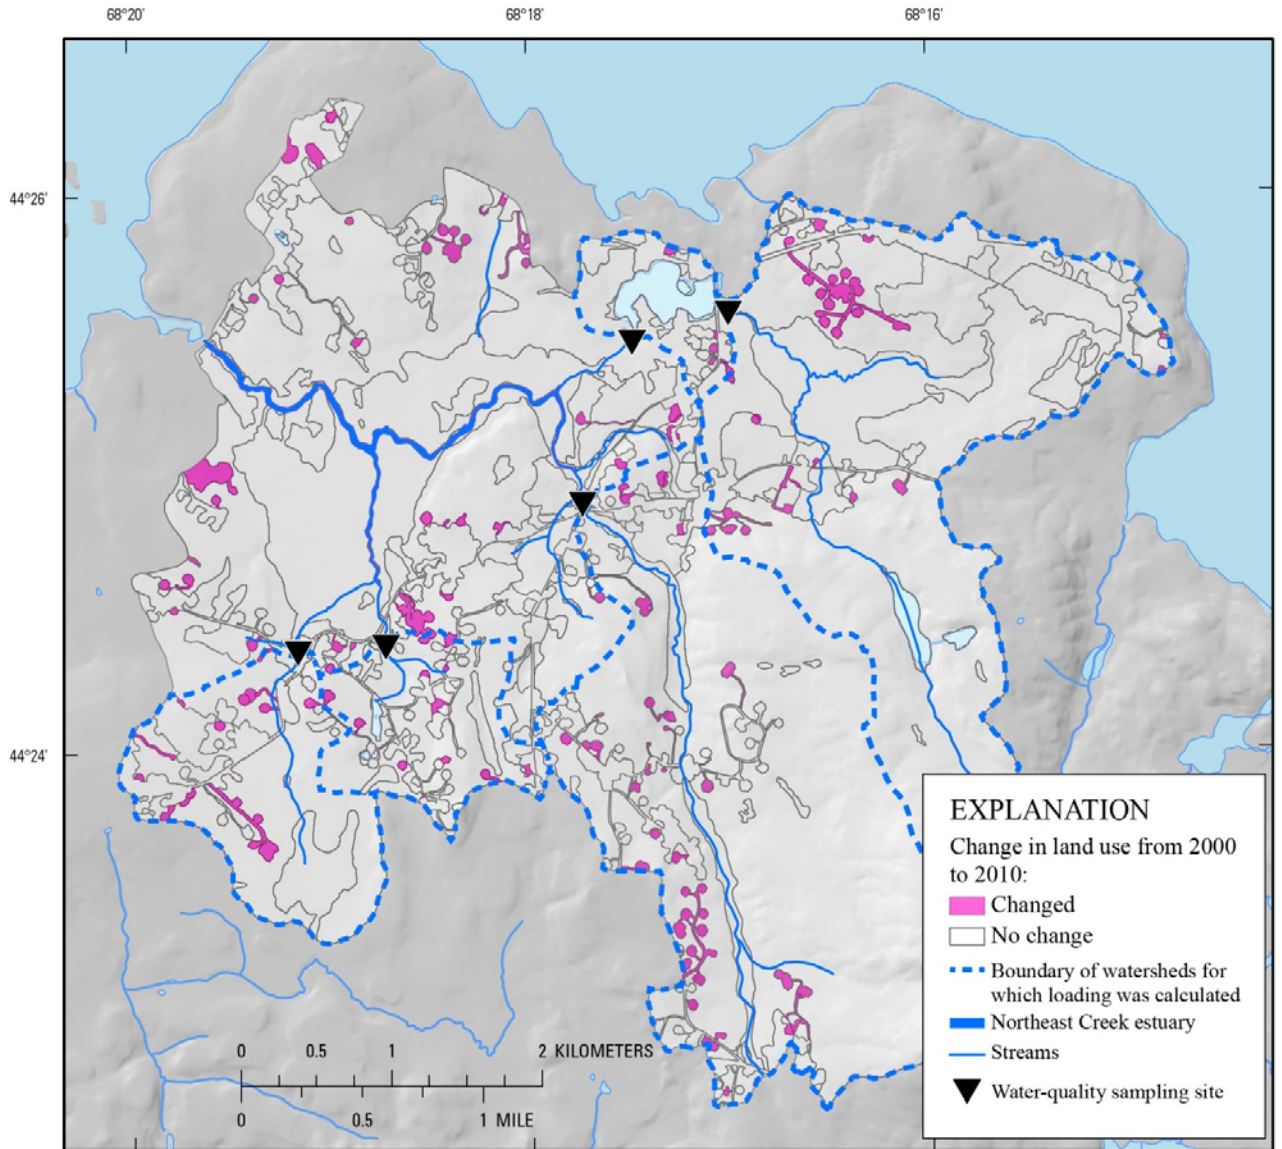 68°20' 68°18' 68°16'
44°26'
44°24'
EXPLANATION
Change in land use from 2000
to 2010:
Changed
No change
Boundary of watersheds for
which loading was calculated
Northeast Creek estuary
Streams
Water-quality sampling site
0 0.5 1 2 KILOMETERS
0 0.5 1 MILE